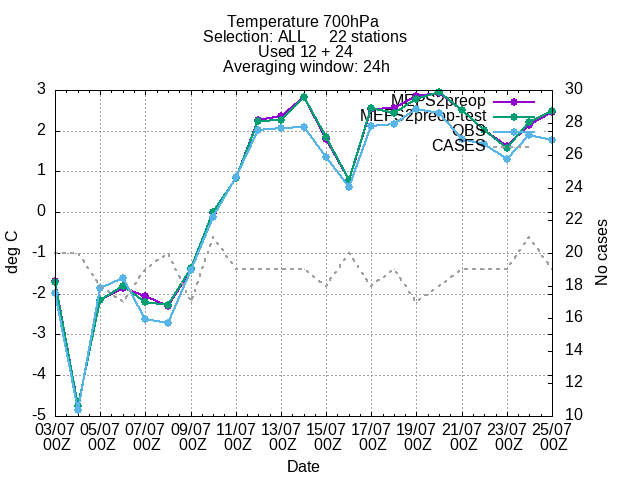 Temperature 700hPa
Selection: ALL 22 stations
Used 12 + 24
Averaging window: 24h
MEPS2preop
MEPS2preop-test
OBS
CASES
deg C
3
2
1
0
-1
-2
-3
-4
-5
No cases
30
28
26
24
22
20
18
16
14
12
10
03/07 05/07 07/07 09/07 11/07 13/07 15/07 17/07 19/07 21/07 23/07 25/07
00Z 00Z 00Z 00Z 00Z 00Z 00Z 00Z 00Z 00Z 00Z 00Z
Date